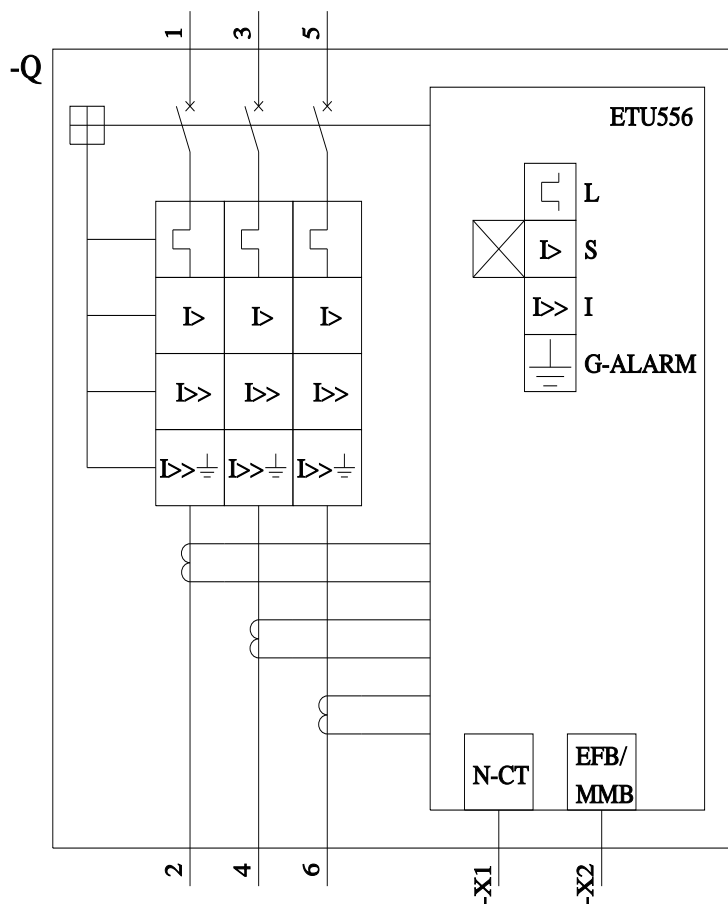 1 3 5
-Q
ETU556
L
I> S
I>> I
G-ALARM
I> I> I>
I>> I>> I>>
I>> I>> I>>
N-CT
EFB/
MMB
2 4 6
-X1 -X2